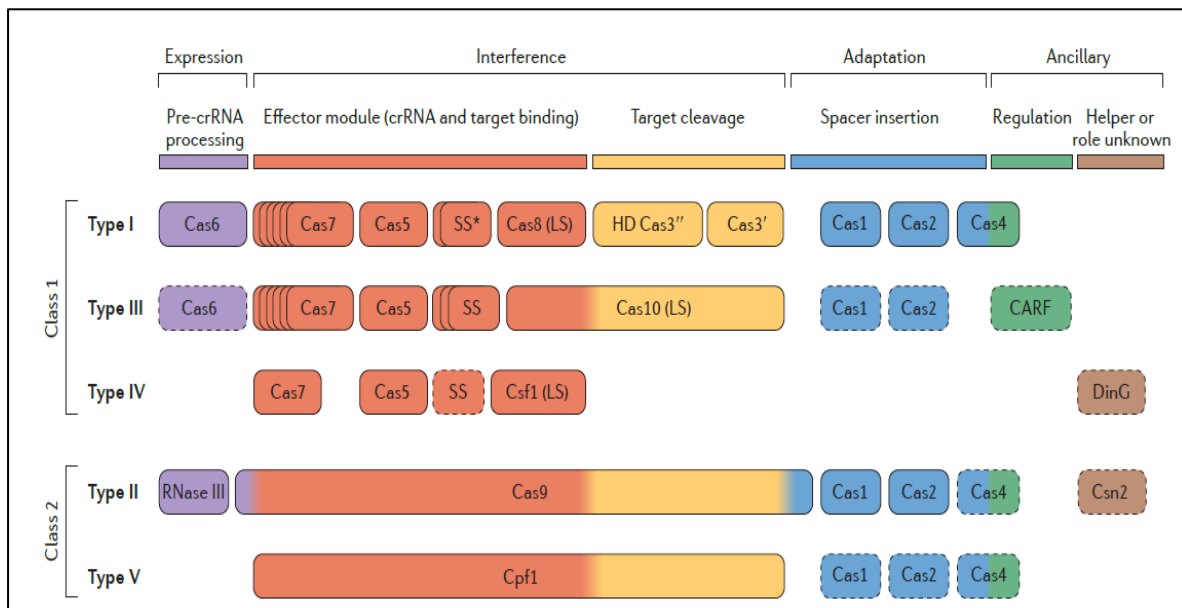 Expression Interference Adaptation Ancillary
Pre-crRNA processing Effector module (crRNA and target binding) Target cleavage Spacer insertion Regulation Helper or role unknown
Class 1
Type I Cas6 Cas7 Cas5 SS* Cas8 (LS) HD Cas3′′ Cas3′ Cas1 Cas2 Cas4
Type III Cas6 Cas7 Cas5 SS Cas10 (LS) Cas1 Cas2 CARF
Type IV Cas7 Cas5 SS Csf1 (LS) DinG
Class 2
Type II RNase III Cas9 Cas1 Cas2 Cas4 Csn2
Type V Cpf1 Cas1 Cas2 Cas4